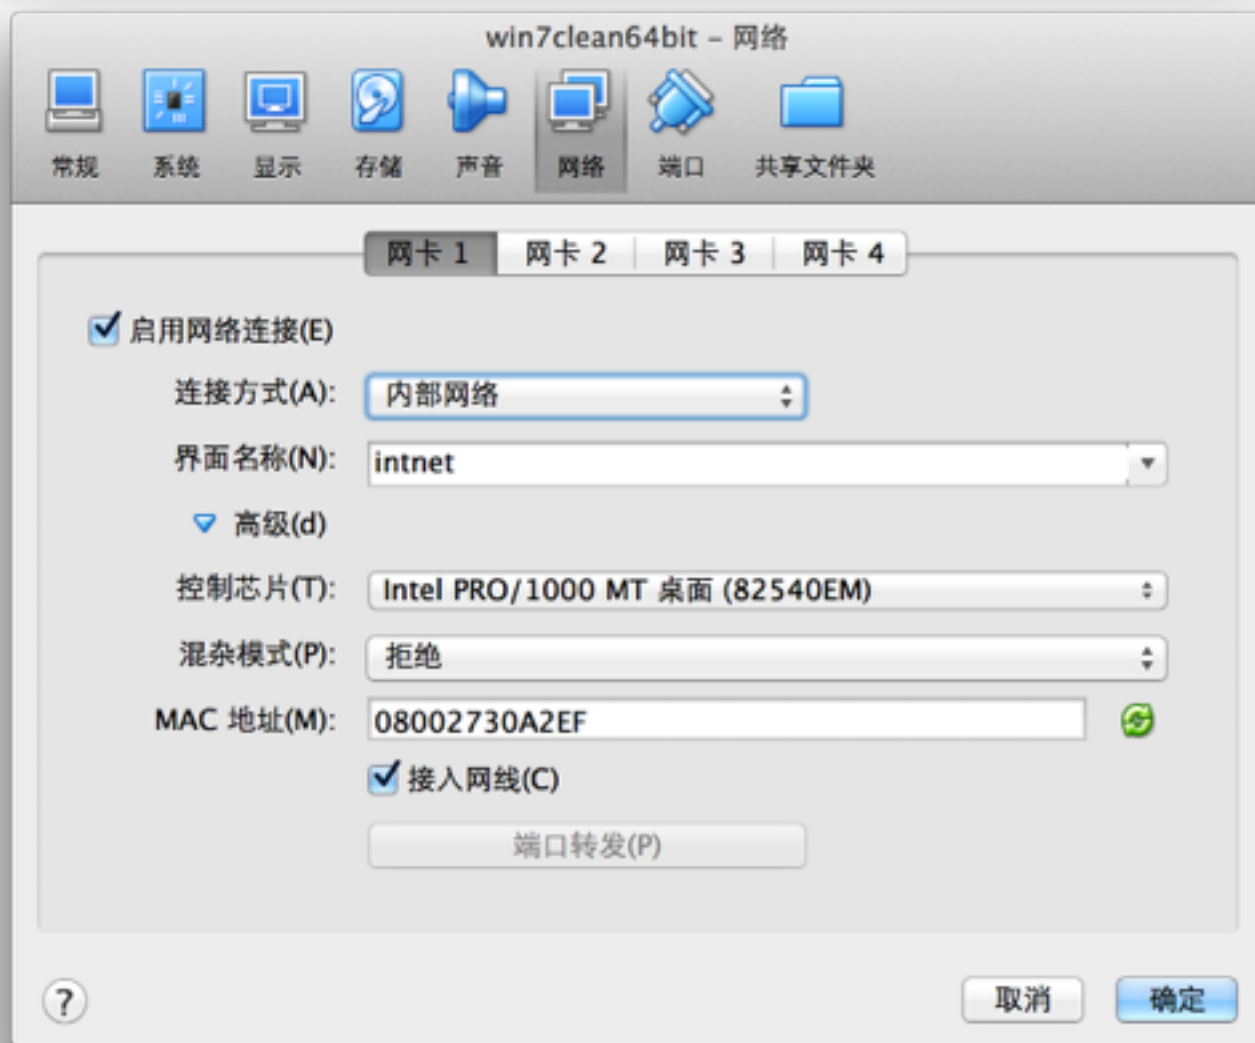 win7clean64bit – 网络
常规 系统 显示 存储 声音 网络 端口 共享文件夹
网卡 1 网卡 2 网卡 3 网卡 4
启用网络连接(E)
连接方式(A): 内部网络
界面名称(N): intnet
高级(d)
控制芯片(T): Intel PRO/1000 MT 桌面 (82540EM)
混杂模式(P): 拒绝
MAC 地址(M): 08002730A2EF
接入网线(C)
端口转发(P)
? 取消 确定